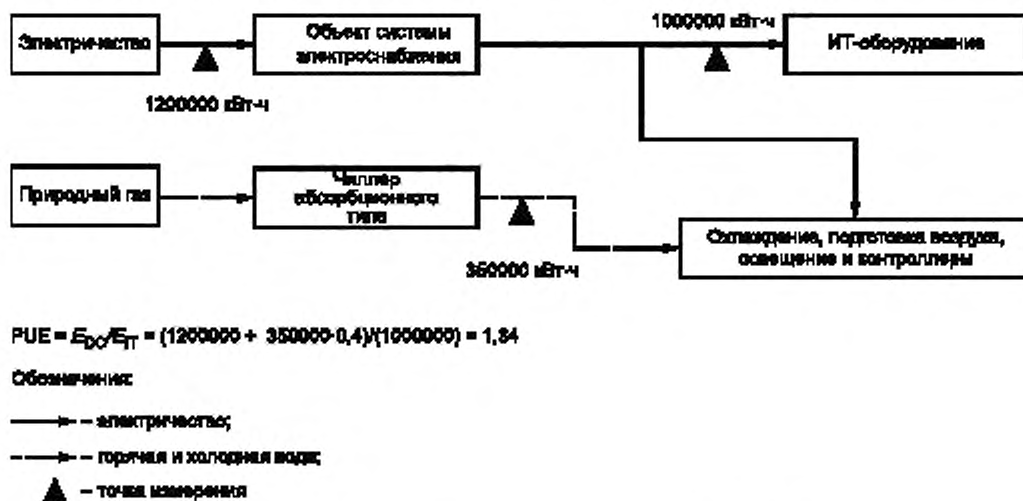 Электричество
Объект системы
электроснабжения
1000000 кВт-ч
ИТ-оборудование
1200000 кВт-ч
Природный газ
Чиллер
абсорбционного
типа
350000 кВт-ч
Охлаждение, подготовка воздуха,
освещение и контроллеры
PUE = E_DC/E_IT = (1200000 + 350000·0,4)/(1000000) = 1,34
Обозначения:
– электричество;
– горячая и холодная вода;
– точка измерения